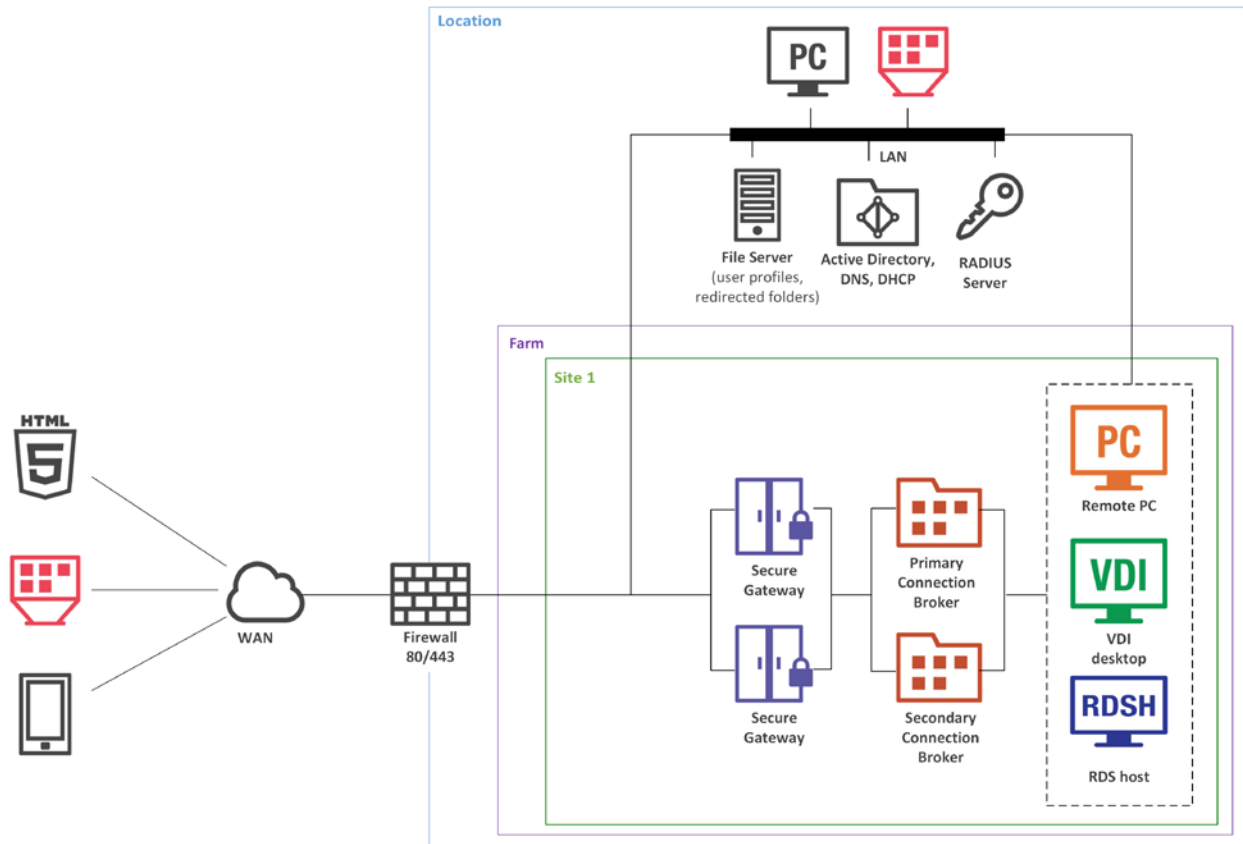 Location
PC
LAN
File Server
(user profiles,
redirected folders)
Active Directory,
DNS, DHCP
RADIUS
Server
Farm
Site 1
HTML
5
WAN
Firewall
80/443
Secure
Gateway
Secure
Gateway
Primary
Connection
Broker
Secondary
Connection
Broker
PC
Remote PC
VDI
VDI
desktop
RDSH
RDS host